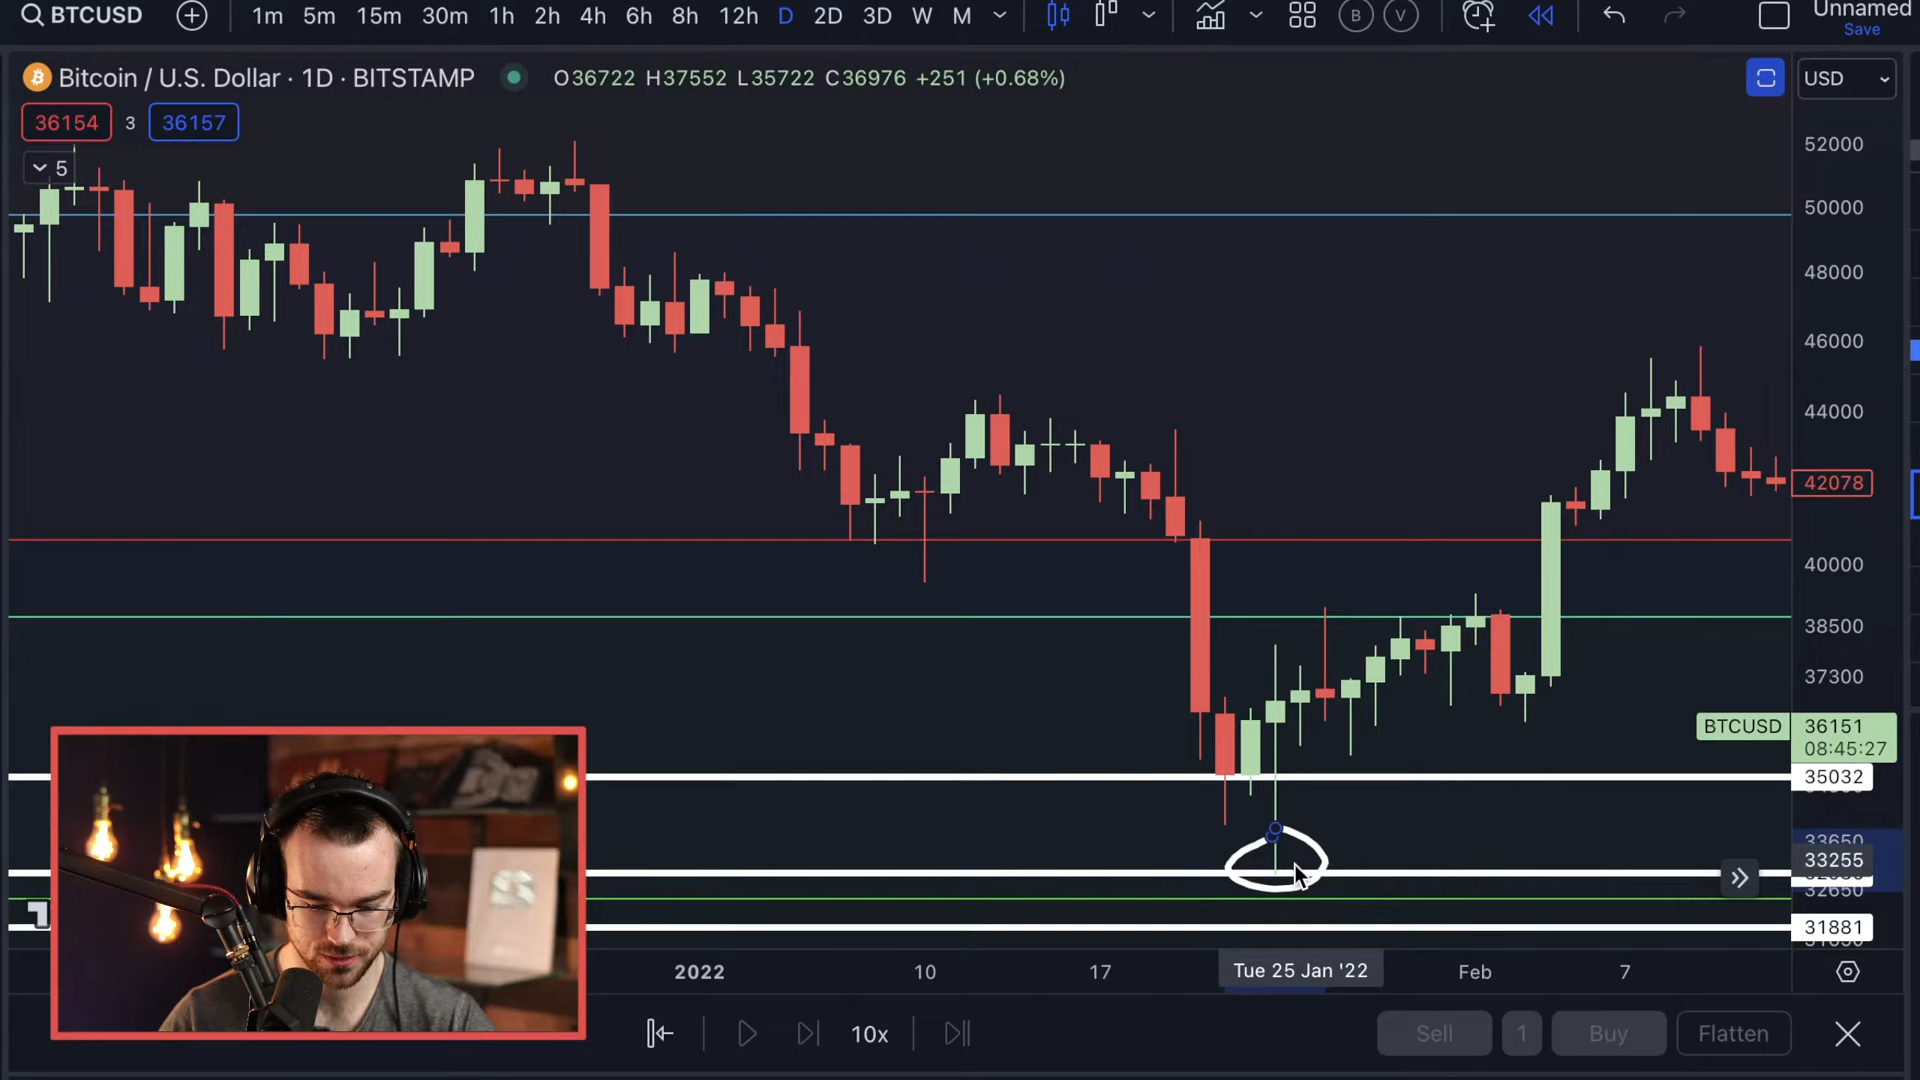 BTCUSD 1m 5m 15m 30m 1h 2h 4h 6h 8h 12h D 2D 3D W M B V Unnamed
Save
Bitcoin / U.S. Dollar · 1D · BITSTAMP O36722 H37552 L35722 C36976 +251 (+0.68%) USD
36154 3 36157
5
52000
50000
48000
46000
44000
42078
40000
38500
37300
BTCUSD 36151
08:45:27
35032
33650
33255
32650
31881
2022 10 17 Tue 25 Jan '22 Feb 7
10x Sell 1 Buy Flatten